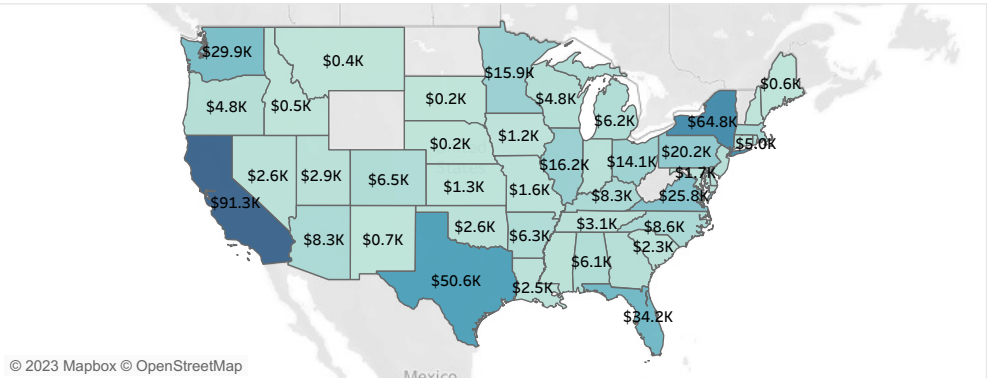 $29.9K
$0.4K
$0.6K
$15.9K
$4.8K
$0.5K
$0.2K
$4.8K
$6.2K
$64.8K
$1.2K
$0.2K
$5.0K
$20.2K
$14.1K
$16.2K
$1.7K
$2.6K
$2.9K
$6.5K
$1.3K
$1.6K
$8.3K
$25.8K
$91.3K
$8.3K
$0.7K
$2.6K
$6.3K
$3.1K
$8.6K
$2.3K
$6.1K
$50.6K
$2.5K
$34.2K
© 2023 Mapbox © OpenStreetMap
Mexico